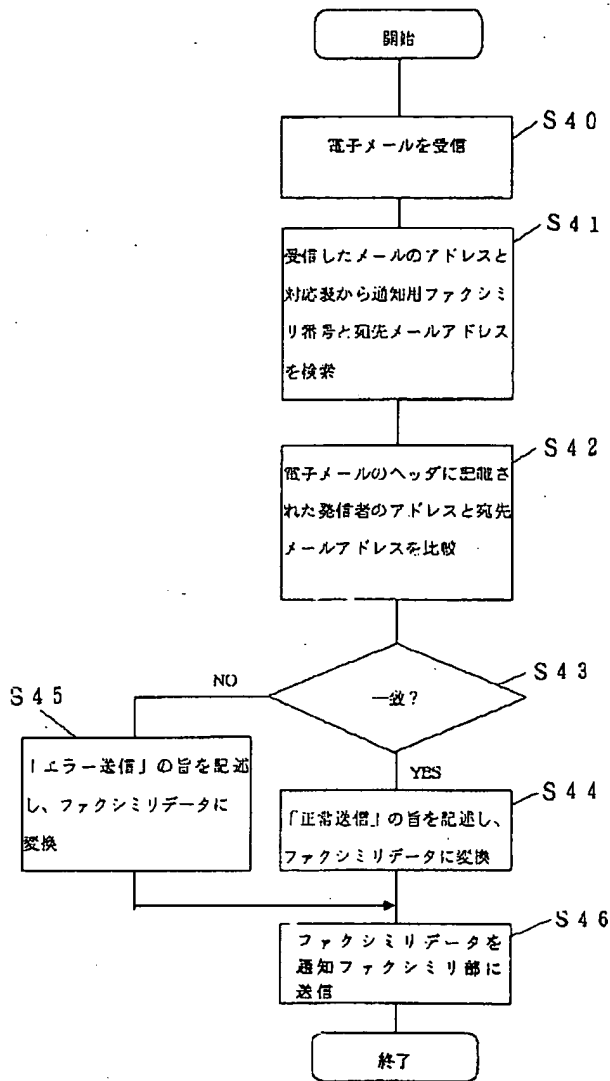 開始
S40
電子メールを受信
S41
受信したメールのアドレスと
対応表から通知用ファクシミ
リ番号と宛先メールアドレス
を検索
S42
電子メールのヘッダに記載さ
れた発信者のアドレスと宛先
メールアドレスを比較
S43
一致?
NO
YES
S45
「エラー送信」の旨を記述
し、ファクシミリデータに
変換
S44
「正常送信」の旨を記述し、
ファクシミリデータに変換
S46
ファクシミリデータを
通知ファクシミリ部に
送信
終了